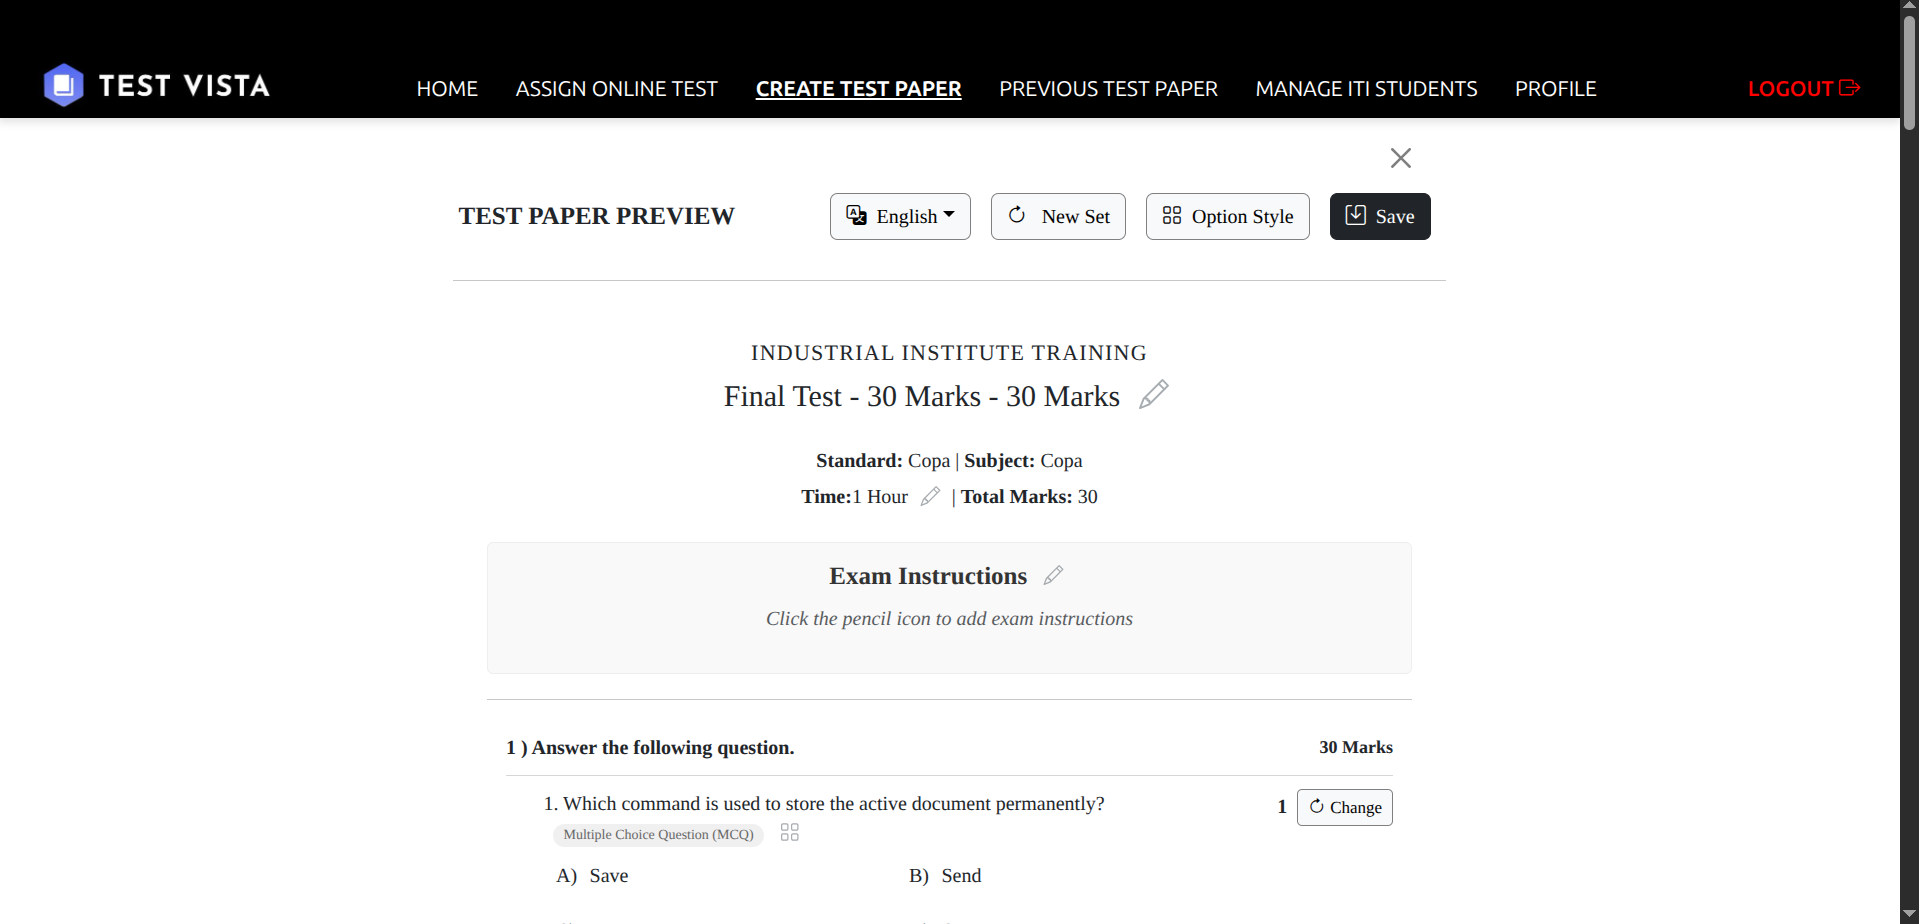 TEST VISTA
HOME ASSIGN ONLINE TEST CREATE TEST PAPER PREVIOUS TEST PAPER MANAGE ITI STUDENTS PROFILE LOGOUT
TEST PAPER PREVIEW English New Set Option Style Save
INDUSTRIAL INSTITUTE TRAINING
Final Test - 30 Marks - 30 Marks
Standard: Copa | Subject: Copa
Time:1 Hour | Total Marks: 30
Exam Instructions
Click the pencil icon to add exam instructions
1 ) Answer the following question. 30 Marks
1. Which command is used to store the active document permanently? 1 Change
Multiple Choice Question (MCQ)
A) Save B) Send